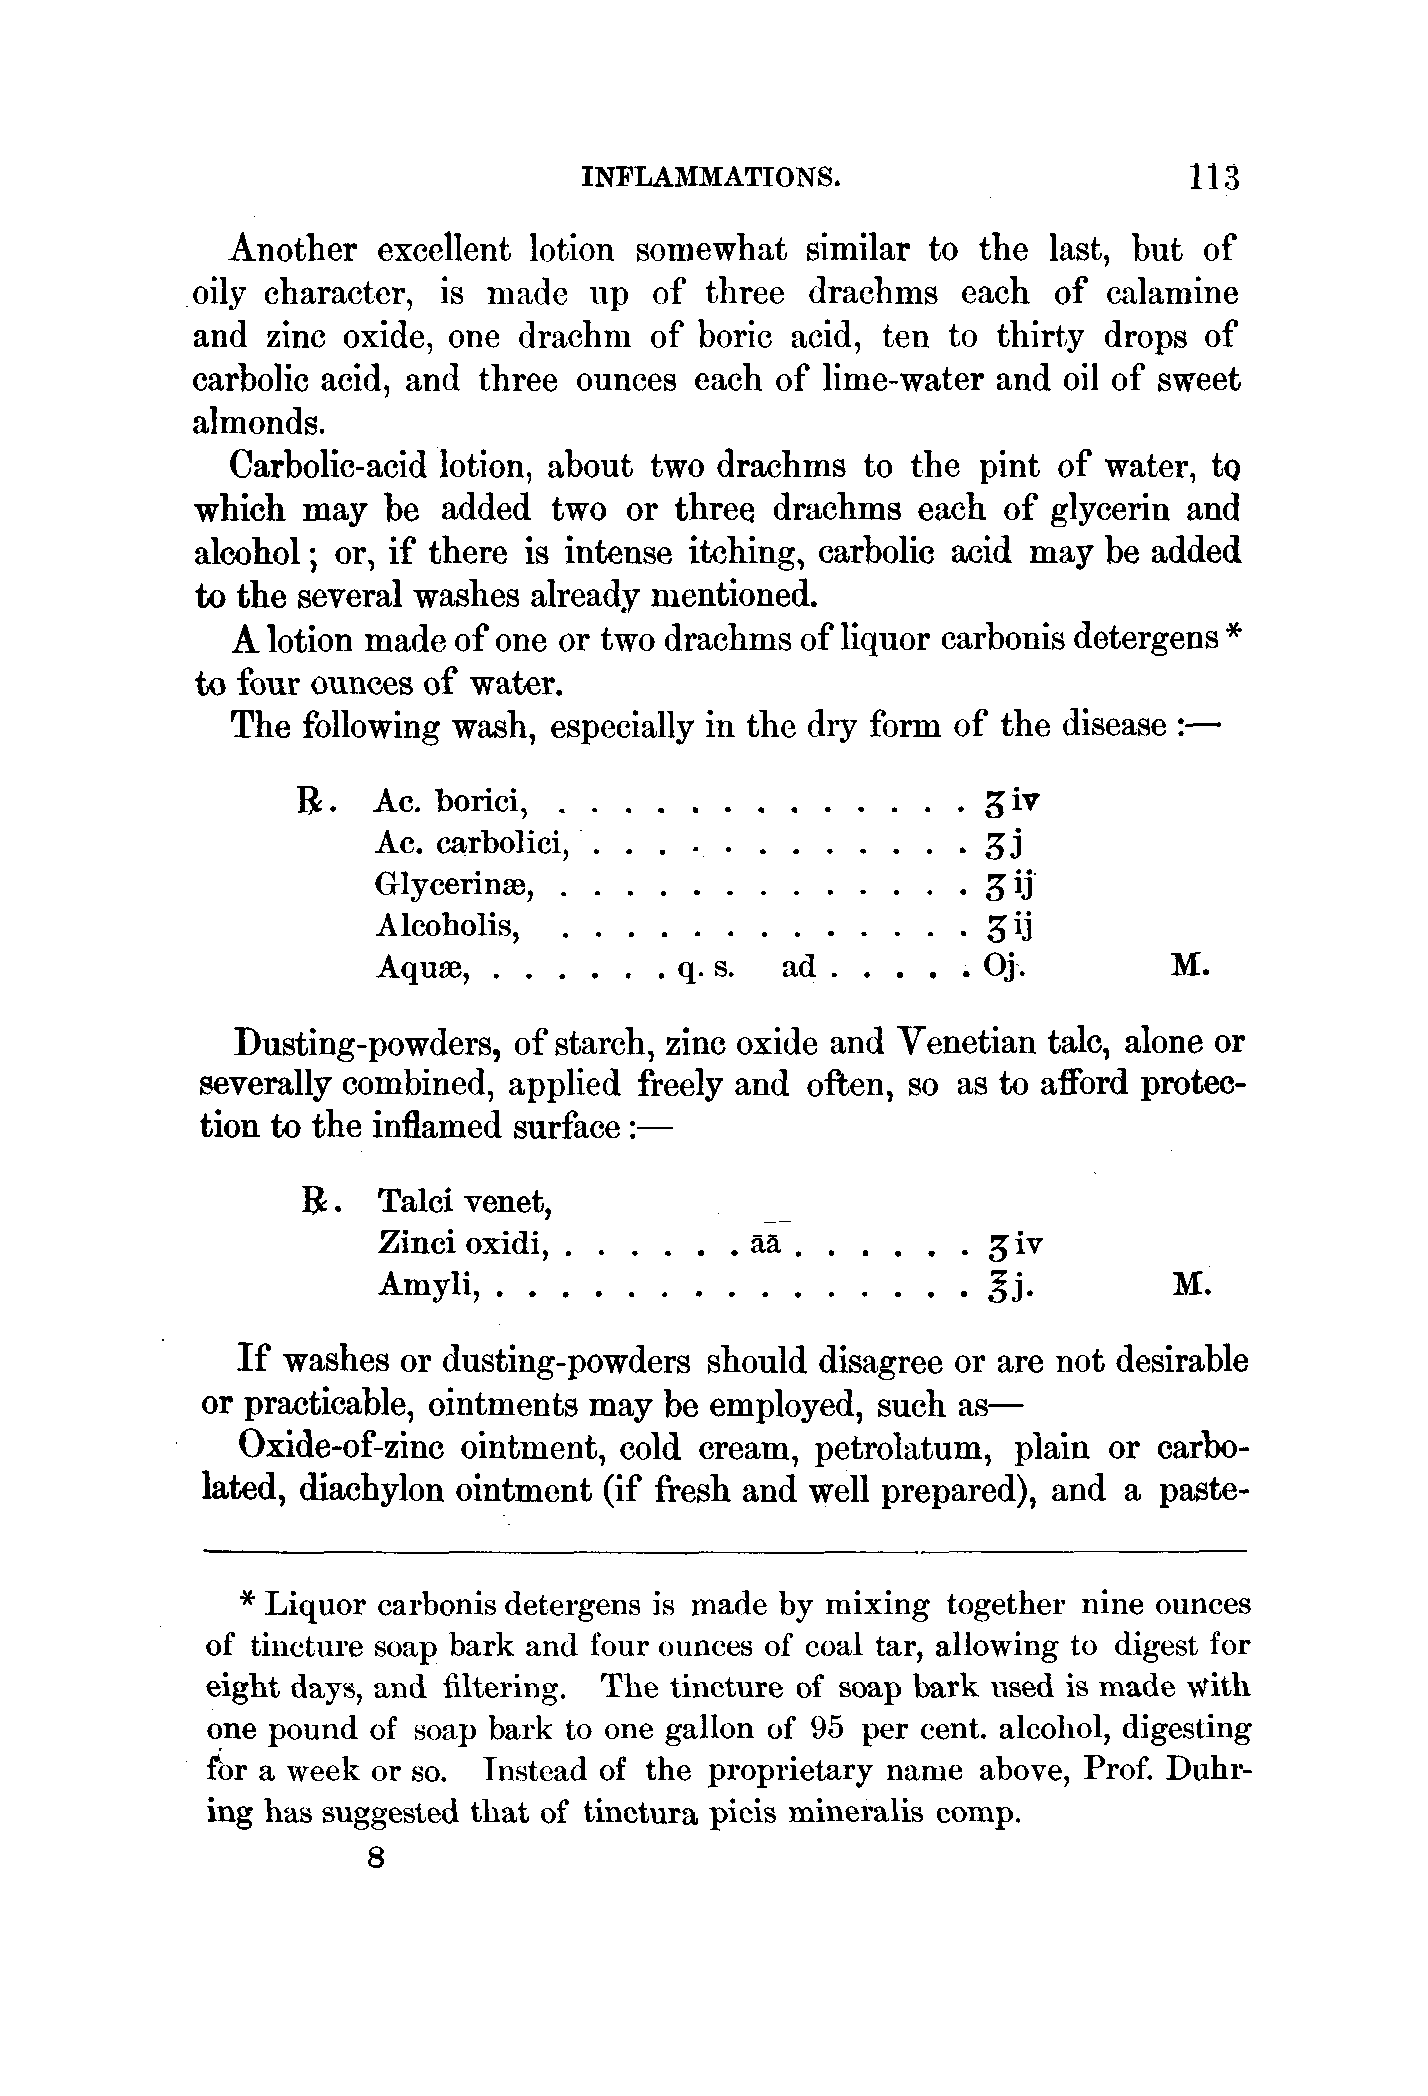 INFLAMMATIONS. 113
Another excellent lotion somewhat similar to the last, but of
oily character, is made up of three drachms each of calamine
and zinc oxide, one drachm of boric acid, ten to thirty drops of
carbolic acid, and three ounces each of lime-water and oil of sweet
almonds.
Carbolic-acid lotion, about two drachms to the pint of water, to
which may be added two or three drachms each of glycerin and
alcohol; or, if there is intense itching, carbolic acid may be added
to the several washes already mentioned.
A lotion made of one or two drachms of liquor carbonis detergens*
to four ounces of water.
The following wash, especially in the dry form of the disease:—
℞. Ac. borici, . . . . . . . . . . . . . ʒiv
Ac. carbolici, . . . . . . . . . . . . ʒj
Glycerinæ, . . . . . . . . . . . . . ʒij
Alcoholis, . . . . . . . . . . . . . ʒij
Aquæ, . . . . . . q. s. ad . . . . . Oj. M.
Dusting-powders, of starch, zinc oxide and Venetian talc, alone or
severally combined, applied freely and often, so as to afford protec-
tion to the inflamed surface:—
℞. Talci venet,
Zinci oxidi, . . . . . . āā . . . . . . ʒiv
Amyli, . . . . . . . . . . . . . . . ℥j. M.
If washes or dusting-powders should disagree or are not desirable
or practicable, ointments may be employed, such as—
Oxide-of-zinc ointment, cold cream, petrolatum, plain or carbo-
lated, diachylon ointment (if fresh and well prepared), and a paste-
* Liquor carbonis detergens is made by mixing together nine ounces
of tincture soap bark and four ounces of coal tar, allowing to digest for
eight days, and filtering. The tincture of soap bark used is made with
one pound of soap bark to one gallon of 95 per cent. alcohol, digesting
for a week or so. Instead of the proprietary name above, Prof. Duhr-
ing has suggested that of tinctura picis mineralis comp.
8